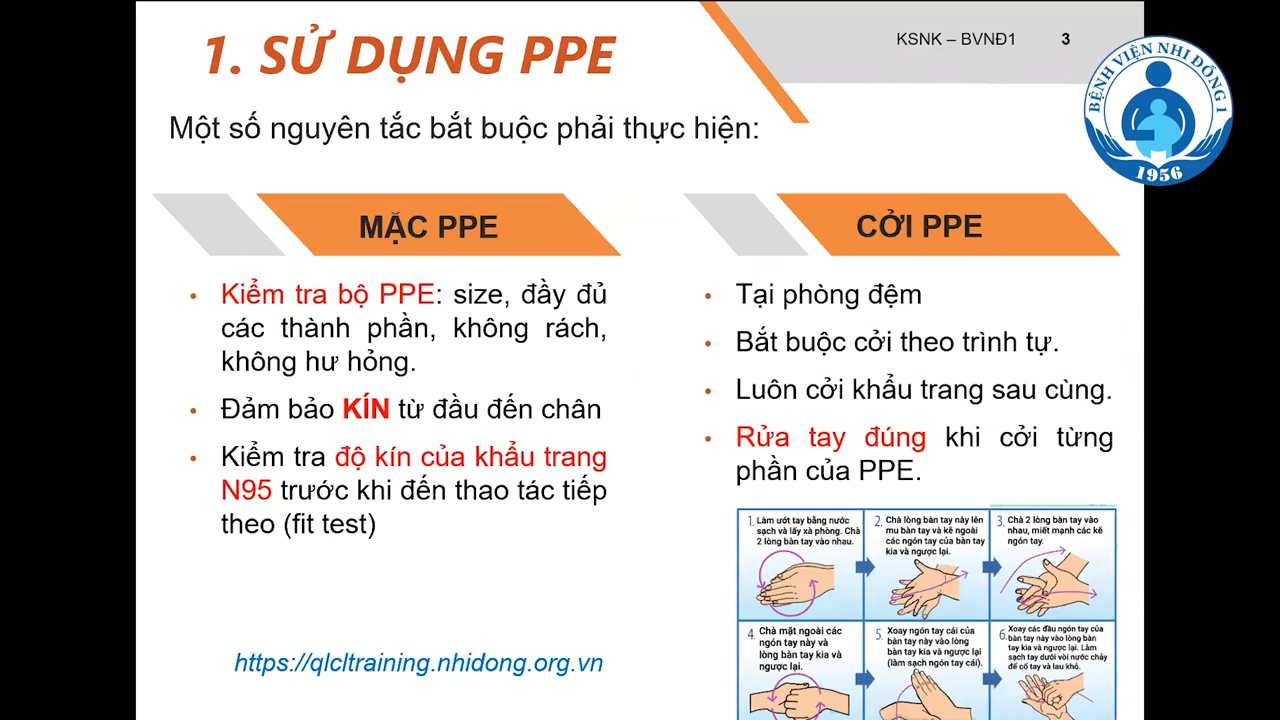 1. SỬ DỤNG PPE
KSNK – BVNĐ1
3
BỆNH VIỆN NHI ĐỒNG 1
1956
Một số nguyên tắc bắt buộc phải thực hiện:
MẶC PPE
• Kiểm tra bộ PPE: size, đầy đủ
các thành phần, không rách,
không hư hỏng.
• Đảm bảo KÍN từ đầu đến chân
• Kiểm tra độ kín của khẩu trang
N95 trước khi đến thao tác tiếp
theo (fit test)
https://qlcltraining.nhidong.org.vn
CỞI PPE
• Tại phòng đệm
• Bắt buộc cởi theo trình tự.
• Luôn cởi khẩu trang sau cùng.
• Rửa tay đúng khi cởi từng
phần của PPE.
1. Làm ướt tay bằng nước
sạch và lấy xà phòng. Chà
2 lòng bàn tay vào nhau.
2. Chà lòng bàn tay này lên
mu bàn tay và kẽ ngoài
các ngón tay của bàn tay
kia và ngược lại.
3. Chà 2 lòng bàn tay vào
nhau, miết mạnh các kẽ
ngón tay.
4. Chà mặt ngoài các
ngón tay này và
lòng bàn tay kia và
ngược lại.
5. Xoay ngón tay cái của
bàn tay này vào lòng
bàn tay kia và ngược lại
(làm sạch ngón tay cái).
6. Xoay các đầu ngón tay của
bàn tay này vào lòng bàn
tay kia và ngược lại. Làm
sạch tay dưới vòi nước chảy
đế cổ tay và lau khô.